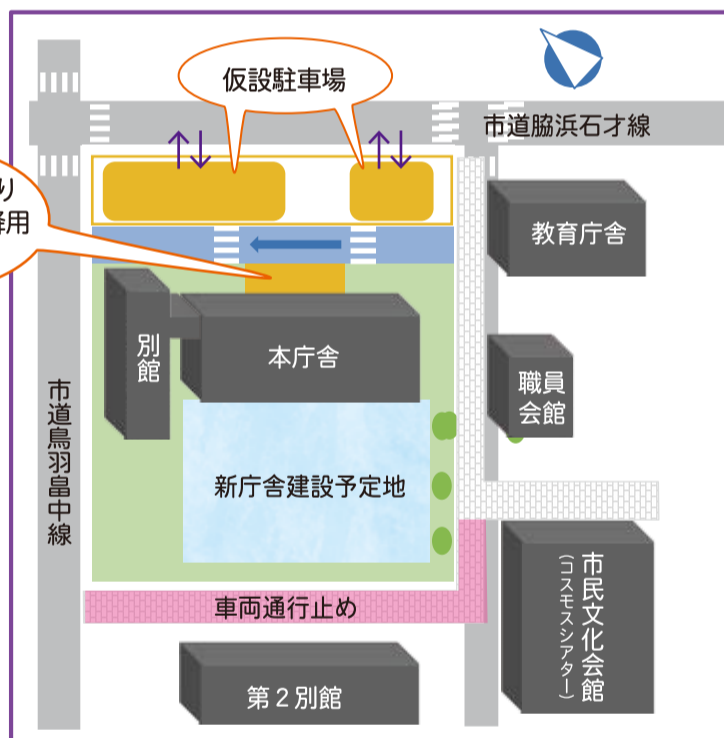 仮設駐車場
市道脇浜石才線
り
降用
教育庁舎
別館
本庁舎
職員
会館
市道鳥羽畠中線
新庁舎建設予定地
車両通行止め
市民文化会館
(コスモスシアター)
第2別館